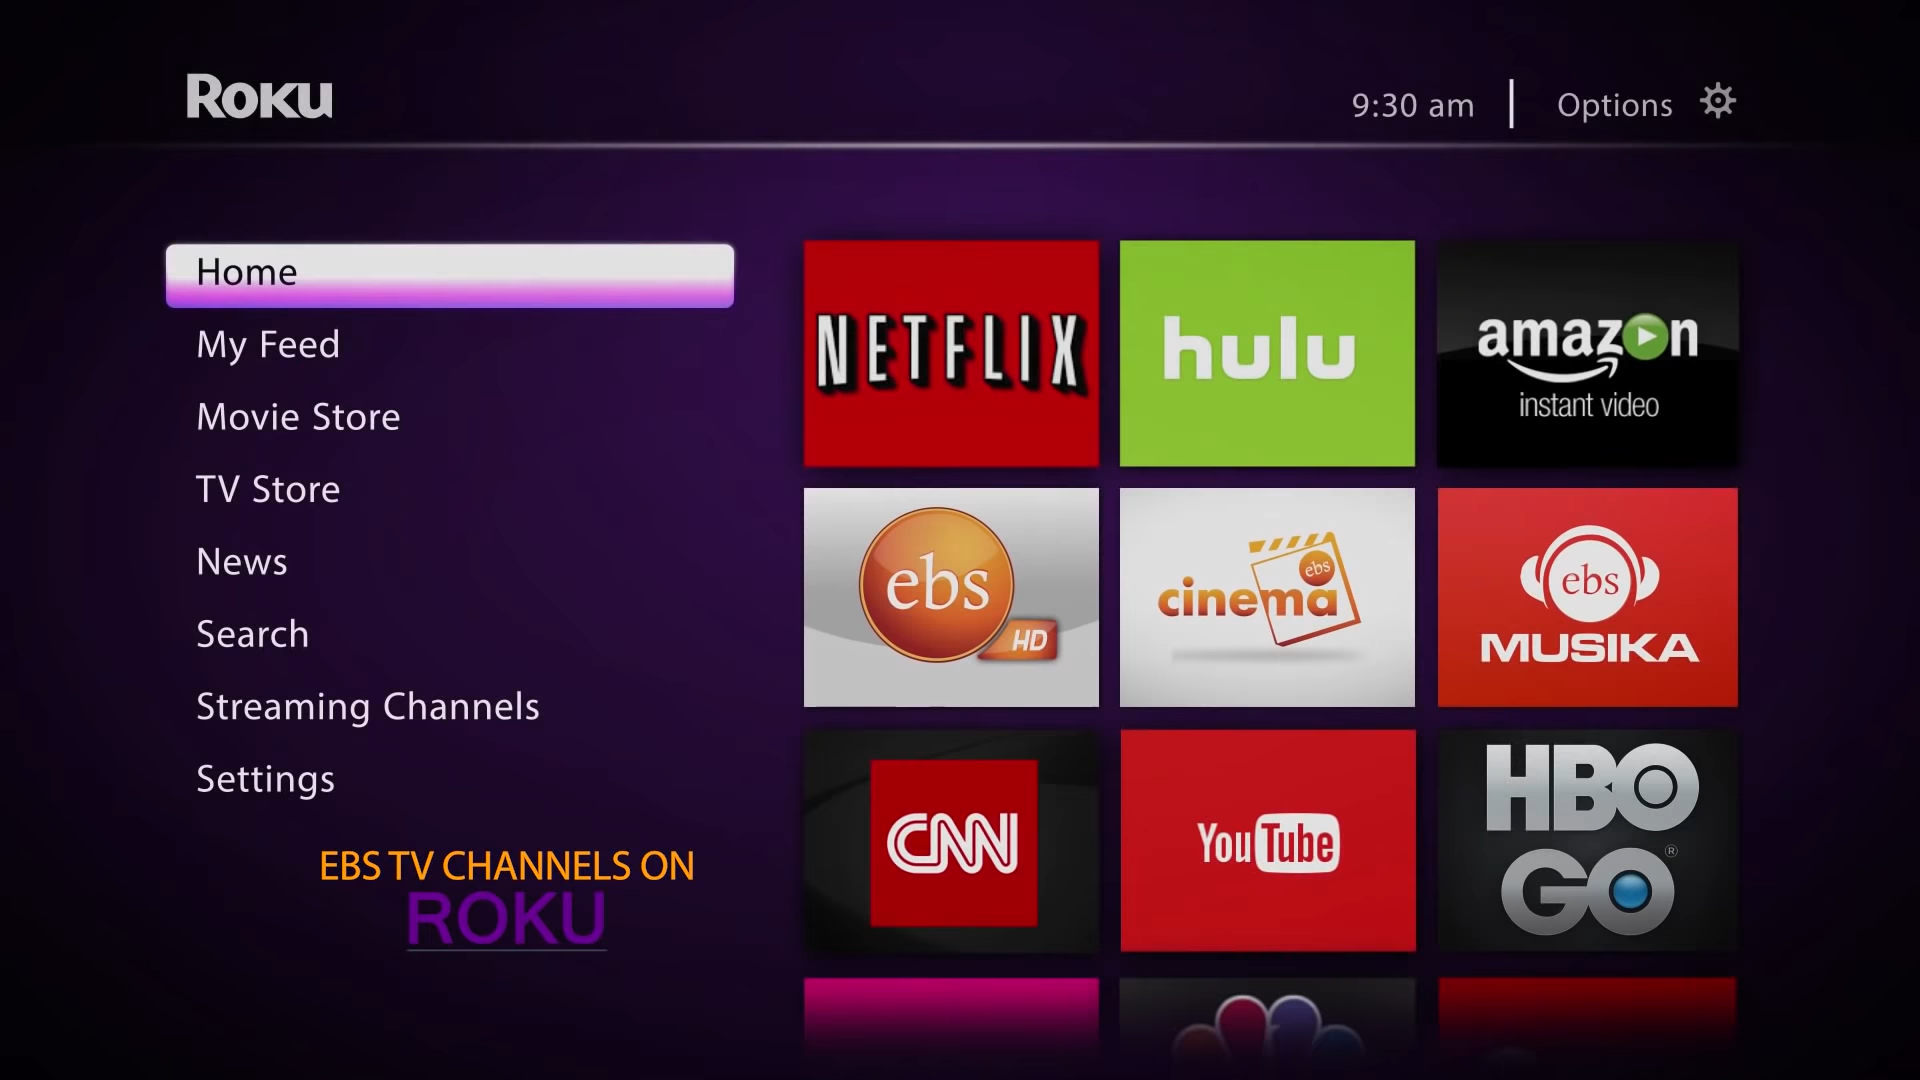 ROKU
9:30 am
Options
Home
My Feed
Movie Store
TV Store
News
Search
Streaming Channels
Settings
EBS TV CHANNELS ON
ROKU
NETFLIX
hulu
amazon
instant video
ebs
HD
ebs
cinema
ebs
MUSIKA
CNN
YouTube
HBO
GO®